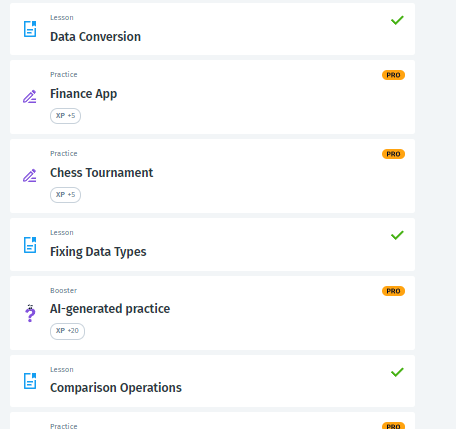 Lesson
Data Conversion
Practice
PRO
Finance App
XP +5
Practice
PRO
Chess Tournament
XP +5
Lesson
Fixing Data Types
Booster
PRO
AI-generated practice
XP +20
Lesson
Comparison Operations
Practice
PRO